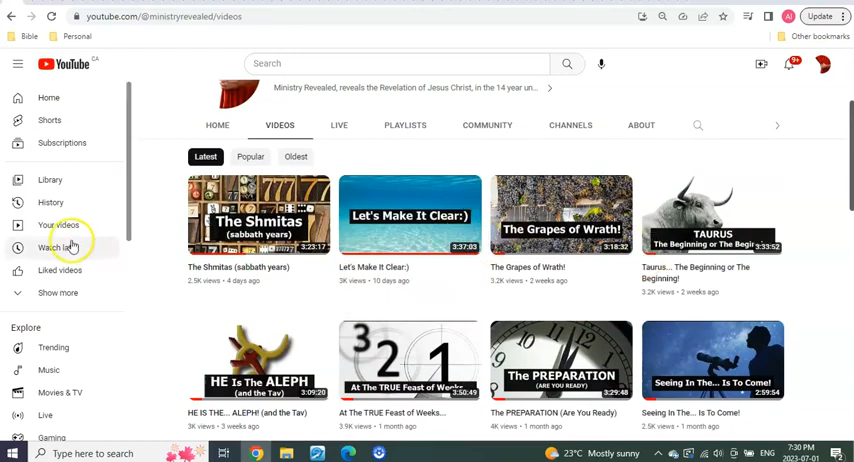 youtube.com/@ministryrevealed/videos
AI
Update
Bible
Personal
Other bookmarks
YouTube CA
Search
9+
Home
Shorts
Subscriptions
Library
History
Your videos
Watch la
Liked videos
Show more
Explore
Trending
Music
Movies & TV
Live
Gaming
Ministry Revealed, reveals the Revelation of Jesus Christ, in the 14 year un...
HOME VIDEOS LIVE PLAYLISTS COMMUNITY CHANNELS ABOUT
Latest Popular Oldest
The Shmitas
(sabbath years)
3:23:17
The Shmitas (sabbath years)
2.5K views • 4 days ago
Let's Make It Clear:)
3:37:03
Let's Make It Clear:)
3K views • 10 days ago
The Grapes of Wrath!
3:18:32
The Grapes of Wrath!
3.2K views • 2 weeks ago
TAURUS
The Beginning or The Begi
3:33:52
Taurus... The Beginning or The
Beginning!
3.2K views • 2 weeks ago
HE Is The ALEPH
(and the Tav)
3:09:20
HE IS THE... ALEPH! (and the Tav)
3K views • 3 weeks ago
3 2 1
At The TRUE Feast of Weeks...
3:50:49
At The TRUE Feast of Weeks...
3.9K views • 1 month ago
The PREPARATION
(ARE YOU READY)
3:29:48
The PREPARATION (Are You Ready)
4K views • 1 month ago
Seeing In The... Is To Come!
2:59:54
Seeing In The... Is To Come!
2.5K views • 1 month ago
Type here to search
23°C Mostly sunny
ENG
7:30 PM
2023-07-01
2